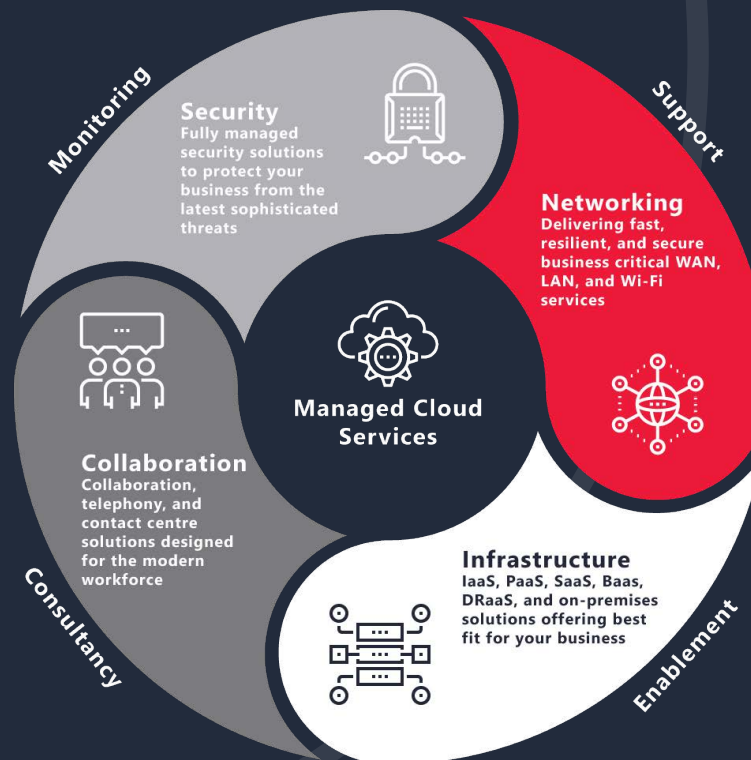 Monitoring
Support
Security
Fully managed
security solutions
to protect your
business from the
latest sophisticated
threats
Networking
Delivering fast,
resilient, and secure
business critical WAN,
LAN, and Wi-Fi
services
Managed Cloud
Services
Collaboration
Collaboration,
telephony, and
contact centre
solutions designed
for the modern
workforce
Infrastructure
IaaS, PaaS, SaaS, Baas,
DRaaS, and on-premises
solutions offering best
fit for your business
Consultancy
Enablement